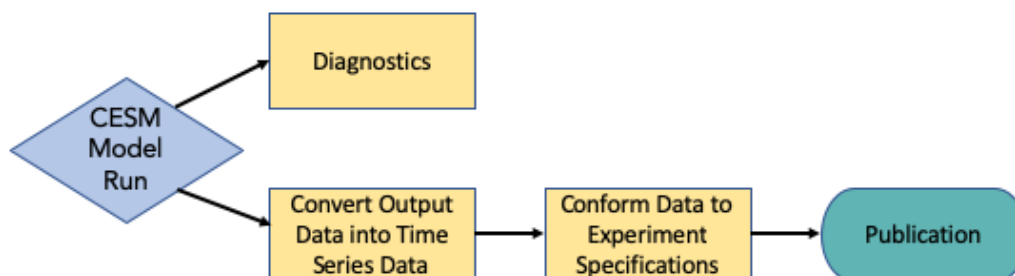 Diagnostics
CESM
Model
Run
Convert Output
Data into Time
Series Data
Conform Data to
Experiment
Specifications
Publication